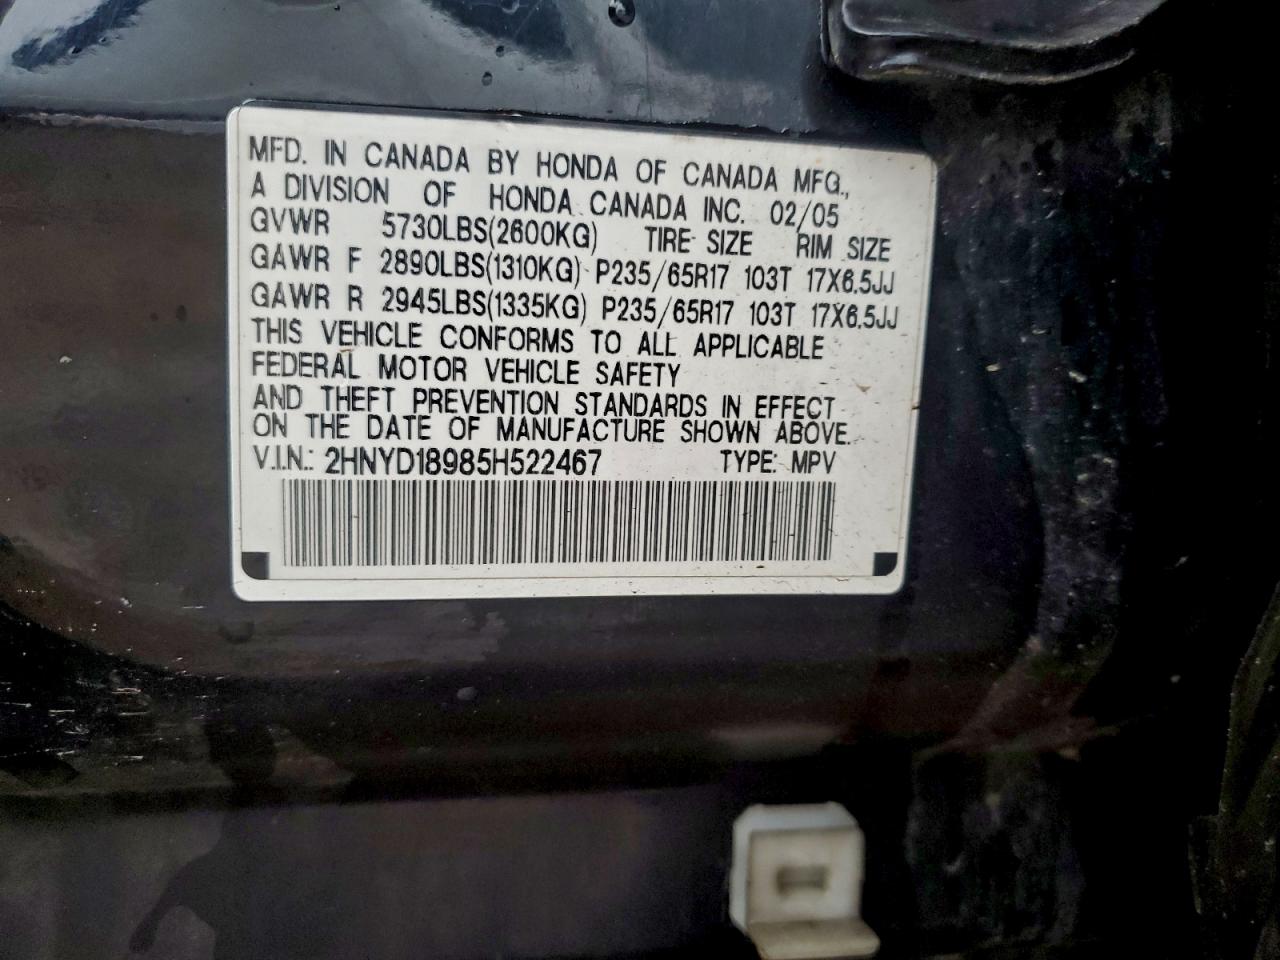 MFD. IN CANADA BY HONDA OF CANADA MFG.,
A DIVISION OF HONDA CANADA INC. 02/05
GVWR 5730LBS(2600KG) TIRE SIZE RIM SIZE
GAWR F 2890LBS(1310KG) P235/65R17 103T 17X6.5JJ
GAWR R 2945LBS(1335KG) P235/65R17 103T 17X6.5JJ
THIS VEHICLE CONFORMS TO ALL APPLICABLE
FEDERAL MOTOR VEHICLE SAFETY
AND THEFT PREVENTION STANDARDS IN EFFECT
ON THE DATE OF MANUFACTURE SHOWN ABOVE.
V.I.N.: 2HNYD18985H522467 TYPE: MPV